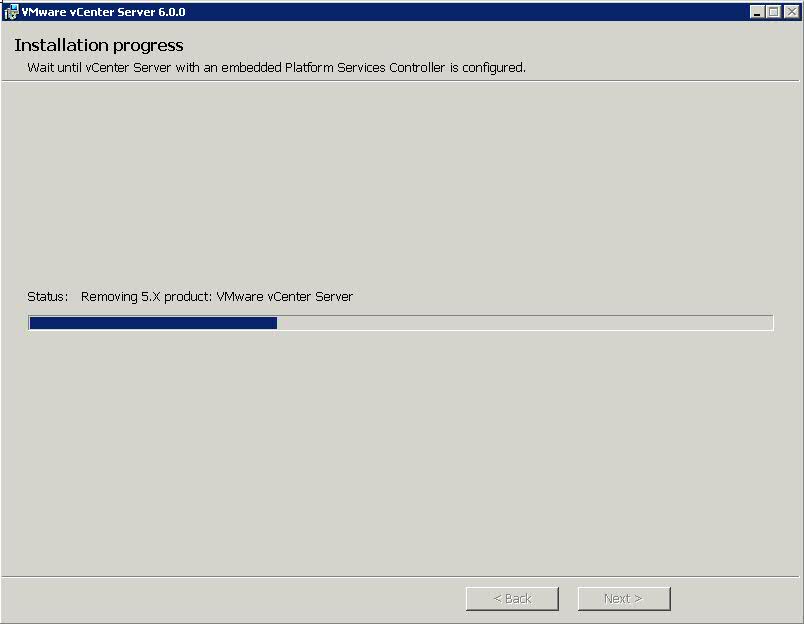 VMware vCenter Server 6.0.0
Installation progress
Wait until vCenter Server with an embedded Platform Services Controller is configured.
Status: Removing 5.X product: VMware vCenter Server
< Back Next >